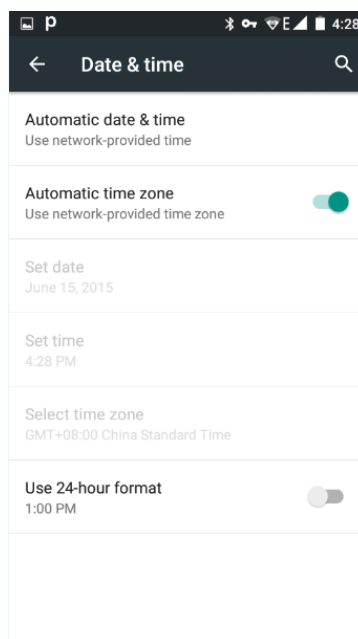 p E 4:28
Date & time
Automatic date & time
Use network-provided time
Automatic time zone
Use network-provided time zone
Set date
June 15, 2015
Set time
4:28 PM
Select time zone
GMT+08:00 China Standard Time
Use 24-hour format
1:00 PM